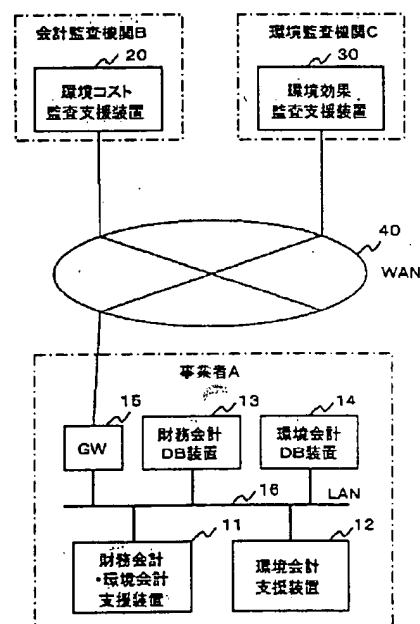 会計監査機関B
環境監査機関C
20
30
環境コスト
監査支援装置
環境効果
監査支援装置
40
WAN
事業者A
15
13
14
GW
財務会計
DB装置
環境会計
DB装置
16
LAN
11
12
財務会計
・環境会計
支援装置
環境会計
支援装置